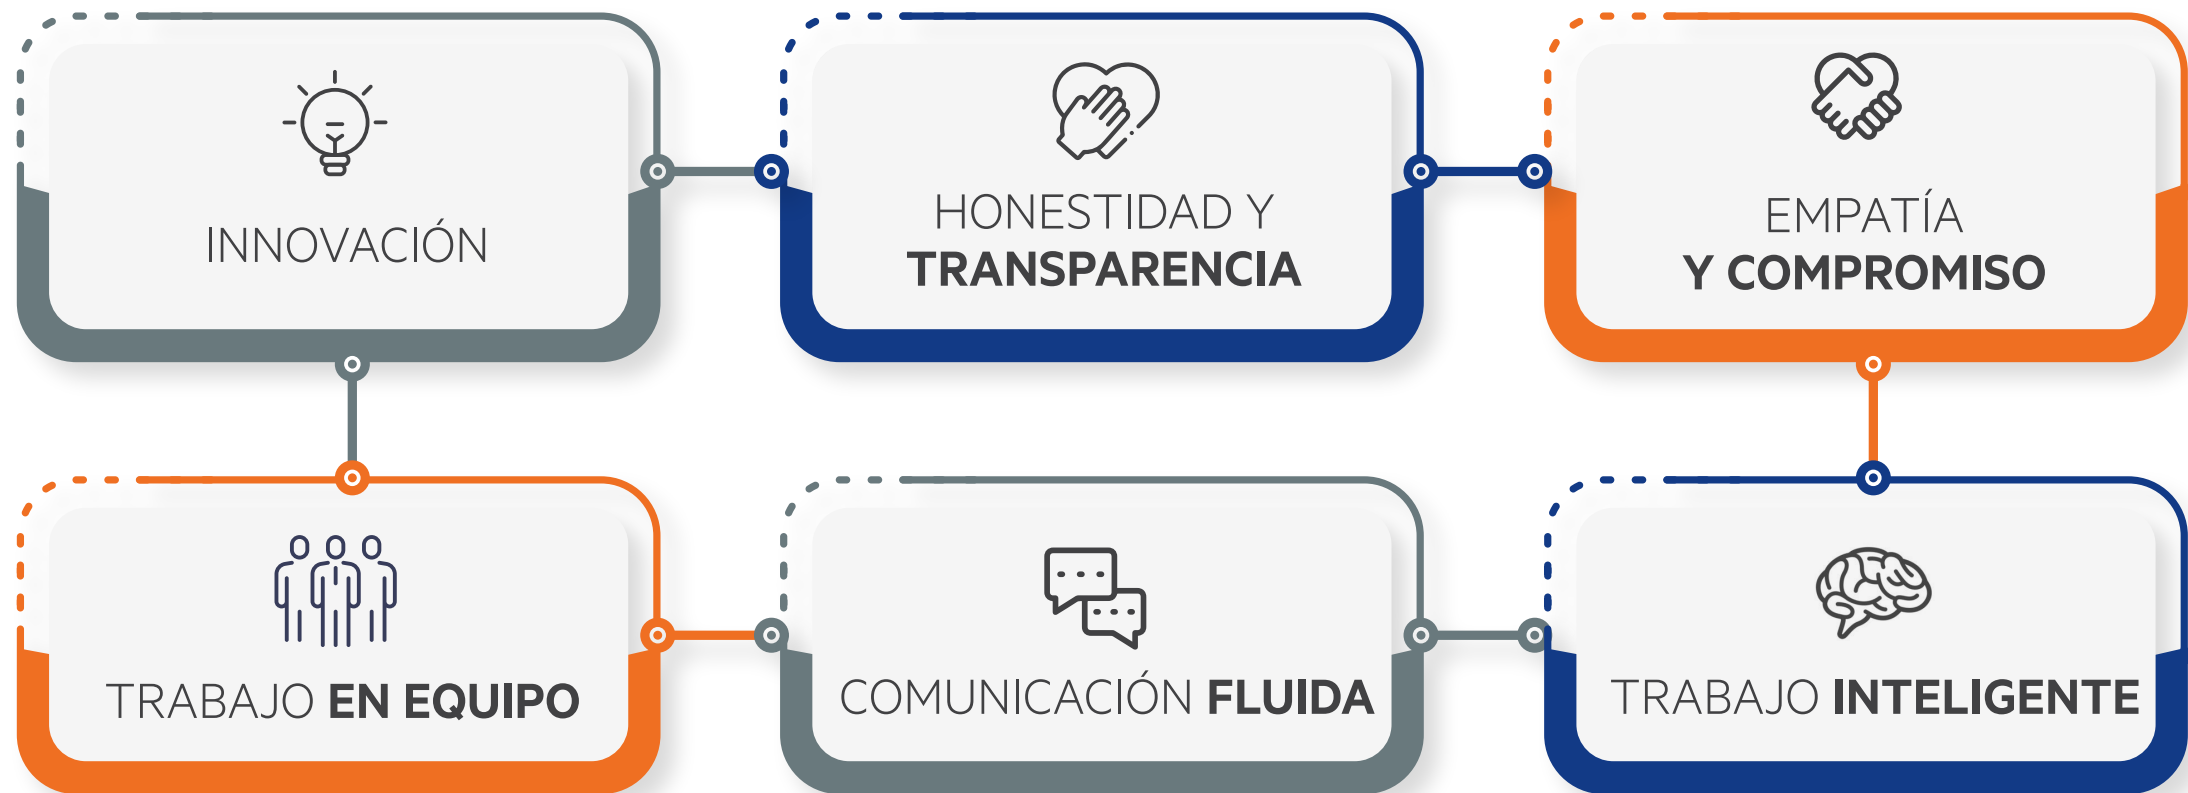 INNOVACIÓN
HONESTIDAD Y
TRANSPARENCIA
EMPATÍA
Y COMPROMISO
TRABAJO EN EQUIPO
COMUNICACIÓN FLUIDA
TRABAJO INTELIGENTE